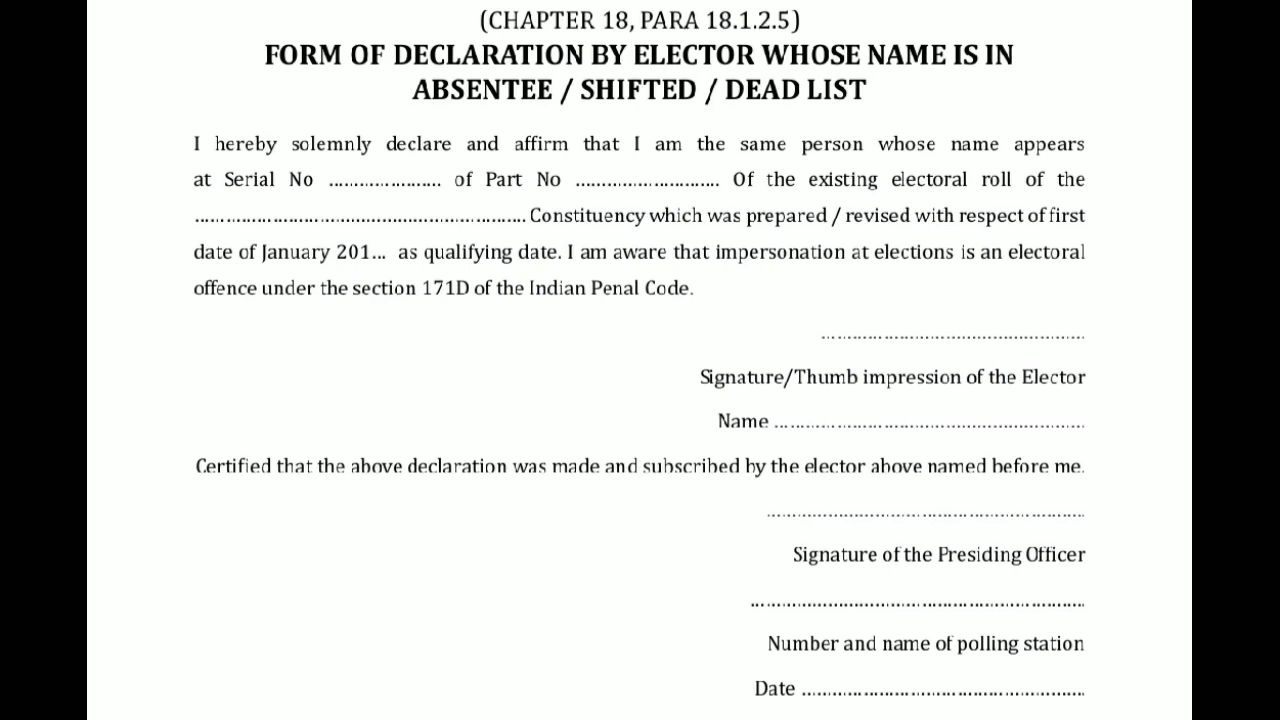 (CHAPTER 18, PARA 18.1.2.5)
FORM OF DECLARATION BY ELECTOR WHOSE NAME IS IN
ABSENTEE / SHIFTED / DEAD LIST
I hereby solemnly declare and affirm that I am the same person whose name appears
at Serial No ...................... of Part No ............................ Of the existing electoral roll of the
................................................................. Constituency which was prepared / revised with respect of first
date of January 201... as qualifying date. I am aware that impersonation at elections is an electoral
offence under the section 171D of the Indian Penal Code.
....................................................
Signature/Thumb impression of the Elector
Name .............................................................
Certified that the above declaration was made and subscribed by the elector above named before me.
...............................................................
Signature of the Presiding Officer
..................................................................
Number and name of polling station
Date ........................................................